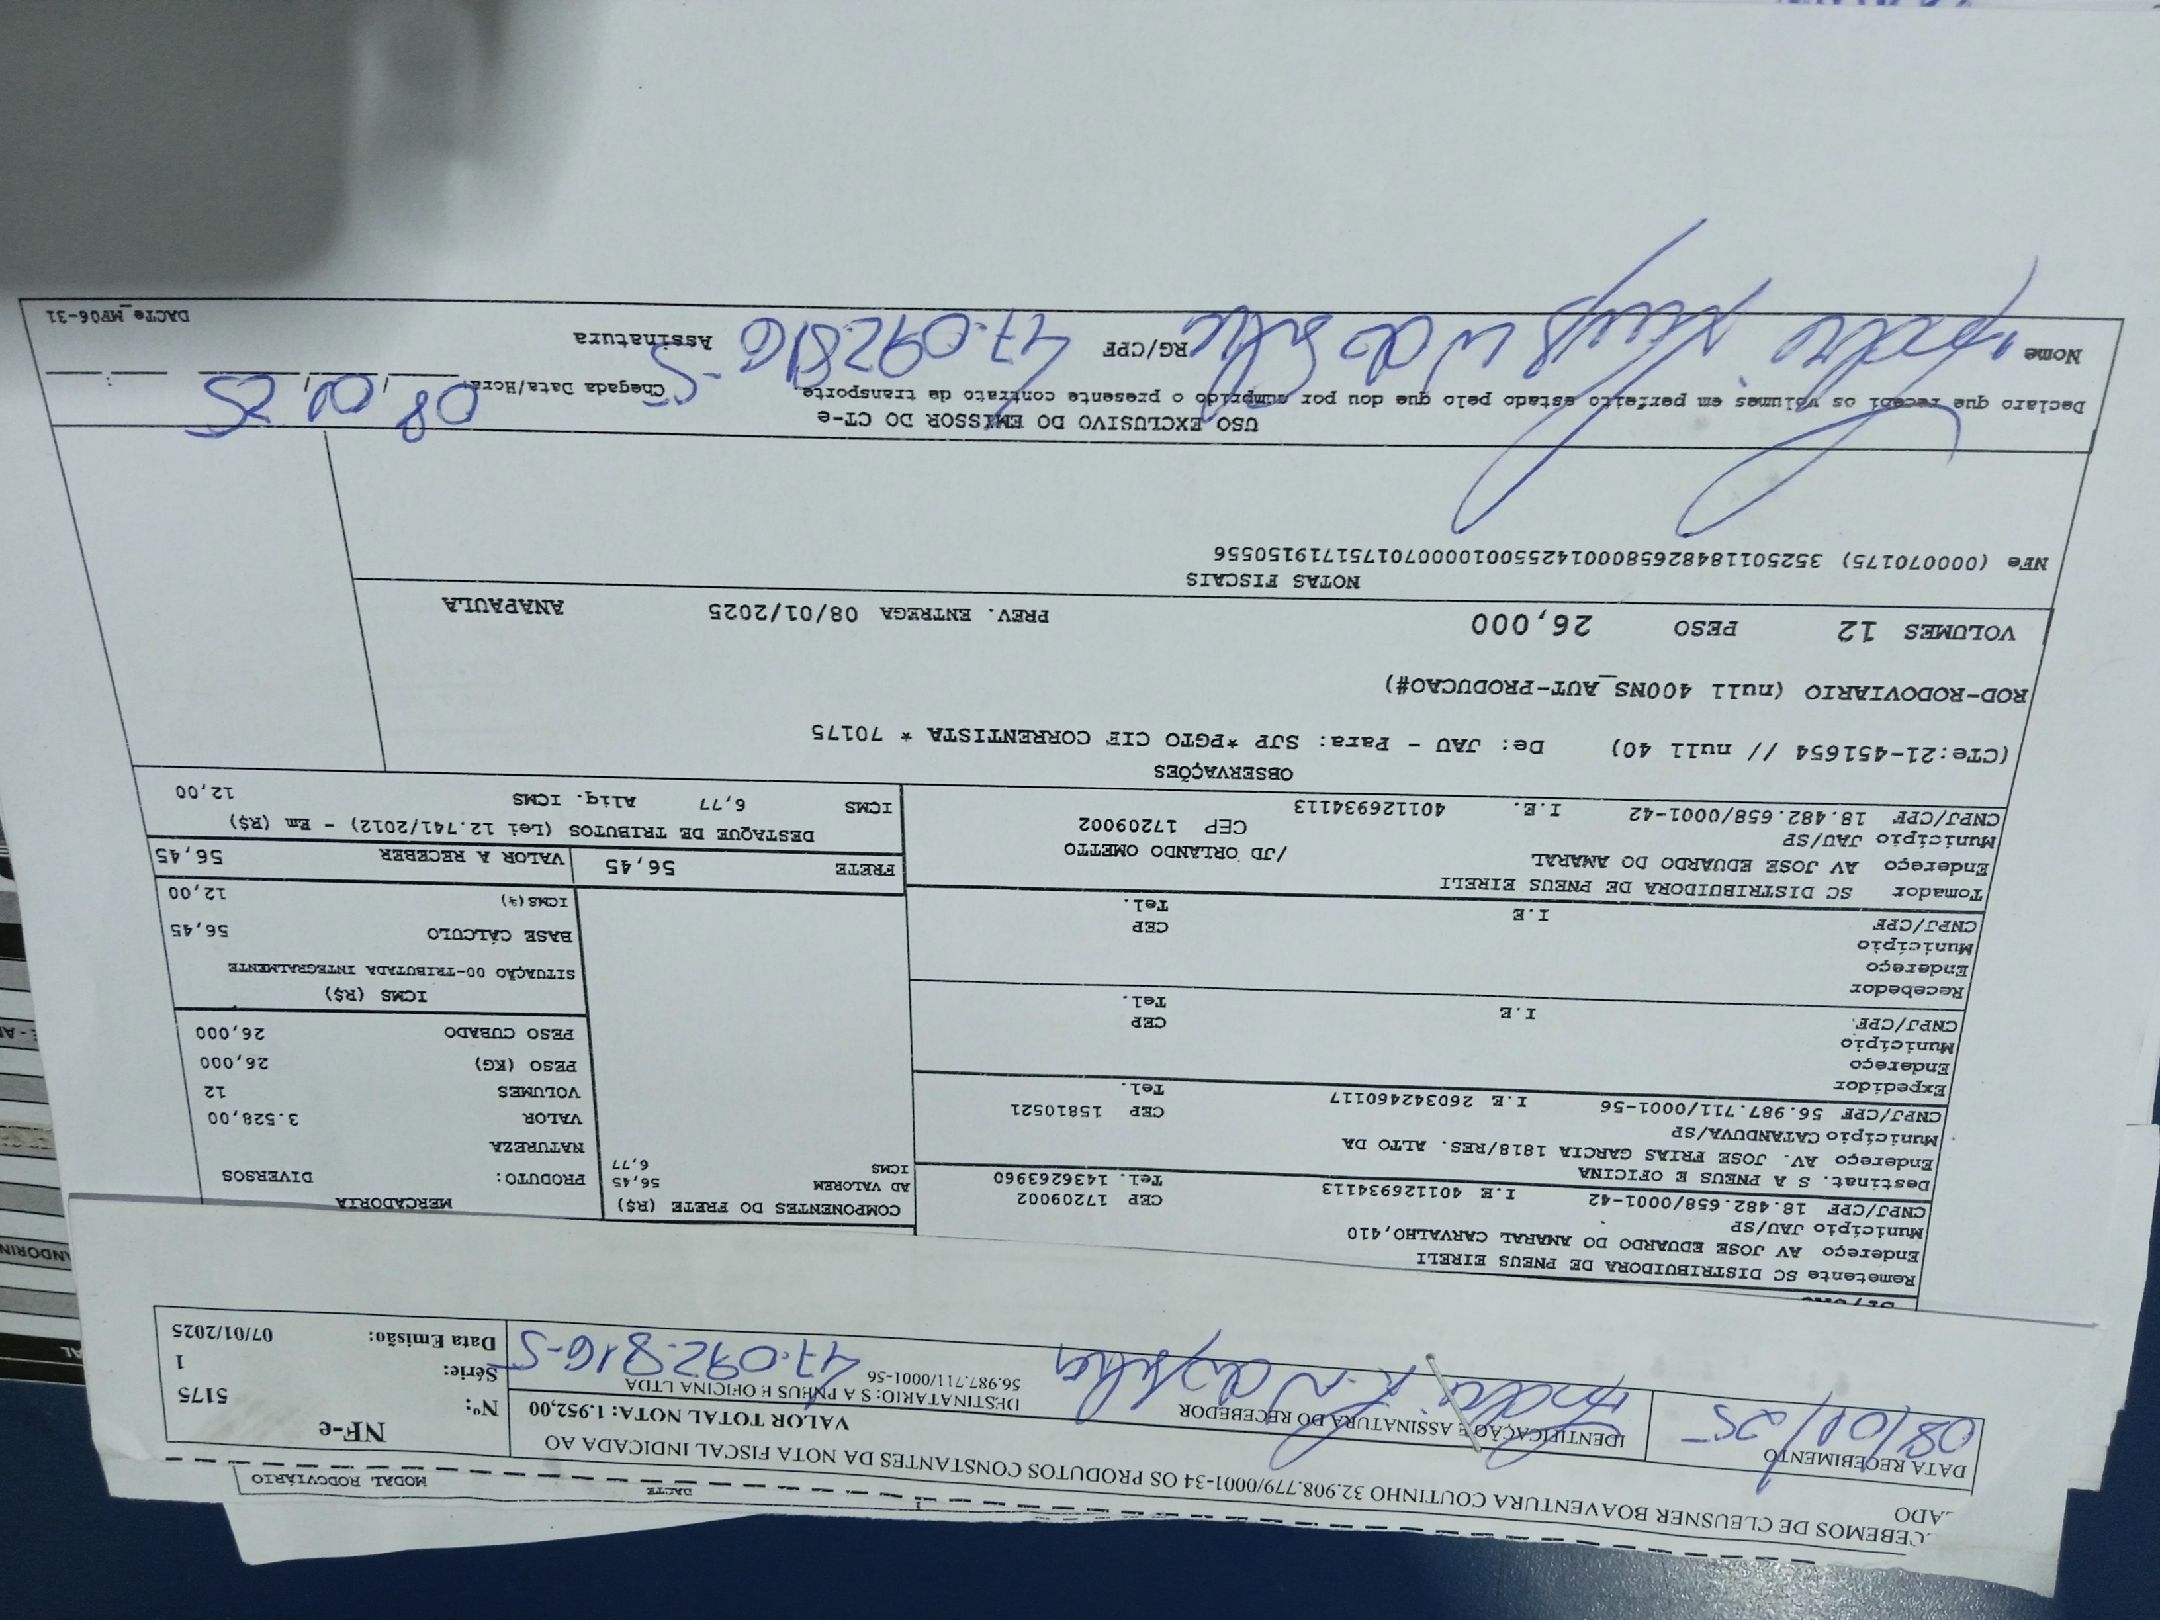 CEBEMOS DE CLEUSNER BOAVENTURA COUTINHO 32.908.779/0001-34 OS PRODUTOS CONSTANTES DA NOTA FISCAL INDICADA AO
LADO
DACTE
MODAL RODOVIÁRIO
DATA RECEBIMENTO
08/01/25
IDENTIFICAÇÃO E ASSINATURA DO RECEBEDOR
VALOR TOTAL NOTA: 1.952,00
DESTINATARIO: S A PNEUS E OFICINA LTDA
56.987.711/0001-56
47.092.816-5
NF-e
Nº: 5175
Série: 1
Data Emissão: 07/01/2025
Remetente SC DISTRIBUIDORA DE PNEUS EIRELI
Endereço AV JOSE EDUARDO DO AMARAL CARVALHO,410
Município JAU/SP CEP 17209002
CNPJ/CPF 18.482.658/0001-42 I.E 401126934113 Tel. 1436263960
Destinat. S A PNEUS E OFICINA
Endereço AV. JOSE FRIAS GARCIA 1818/RES. ALTO DA
Município CATANDUVA/SP CEP 15810521
CNPJ/CPF 56.987.711/0001-56 I.E 260342460117 Tel.
Expedidor
Endereço
Município CEP
CNPJ/CPF. I.E Tel.
Recebedor
Endereço
Município CEP
CNPJ/CPF I.E Tel.
Tomador SC DISTRIBUIDORA DE PNEUS EIRELI
Endereço AV JOSE EDUARDO DO AMARAL /JD ORLANDO OMETTO
Município JAU/SP CEP 17209002
CNPJ/CPF 18.482.658/0001-42 I.E. 401126934113
COMPONENTES DO FRETE (R$)
AD VALOREM 56,45
ICMS 6,77
MERCADORIA
PRODUTO: DIVERSOS
NATUREZA
VALOR 3.528,00
VOLUMES 12
PESO (KG) 26,000
PESO CUBADO 26,000
ICMS (R$)
SITUAÇÃO 00-TRIBUTADA INTEGRALMENTE
BASE CÁLCULO 56,45
ICMS(%) 12,00
FRETE 56,45 VALOR A RECEBER 56,45
DESTAQUE DE TRIBUTOS (Lei 12.741/2012) - Em (R$)
ICMS 6,77 Aliq. ICMS 12,00
OBSERVAÇÕES
(CTe:21-451654 // null 40) De: JAU - Para: SJP *PGTO CIF CORRENTISTA * 70175
ROD-RODOVIARIO (null 400NS_AUT-PRODUCAO#)
VOLUMES 12 PESO 26,000 PREV. ENTREGA 08/01/2025 ANAPAULA
NOTAS FISCAIS
NFe (000070175) 35250118482658000142550010000701751719150556
USO EXCLUSIVO DO EMISSOR DO CT-e
Declaro que recebi os volumes em perfeito estado pelo que dou por cumprido o presente contrato de transporte.
Chegada Data/Hora: 08/01/25 __:__
Nome RG/CPF 47.092.816-5 Assinatura
DACTe_MF06-31